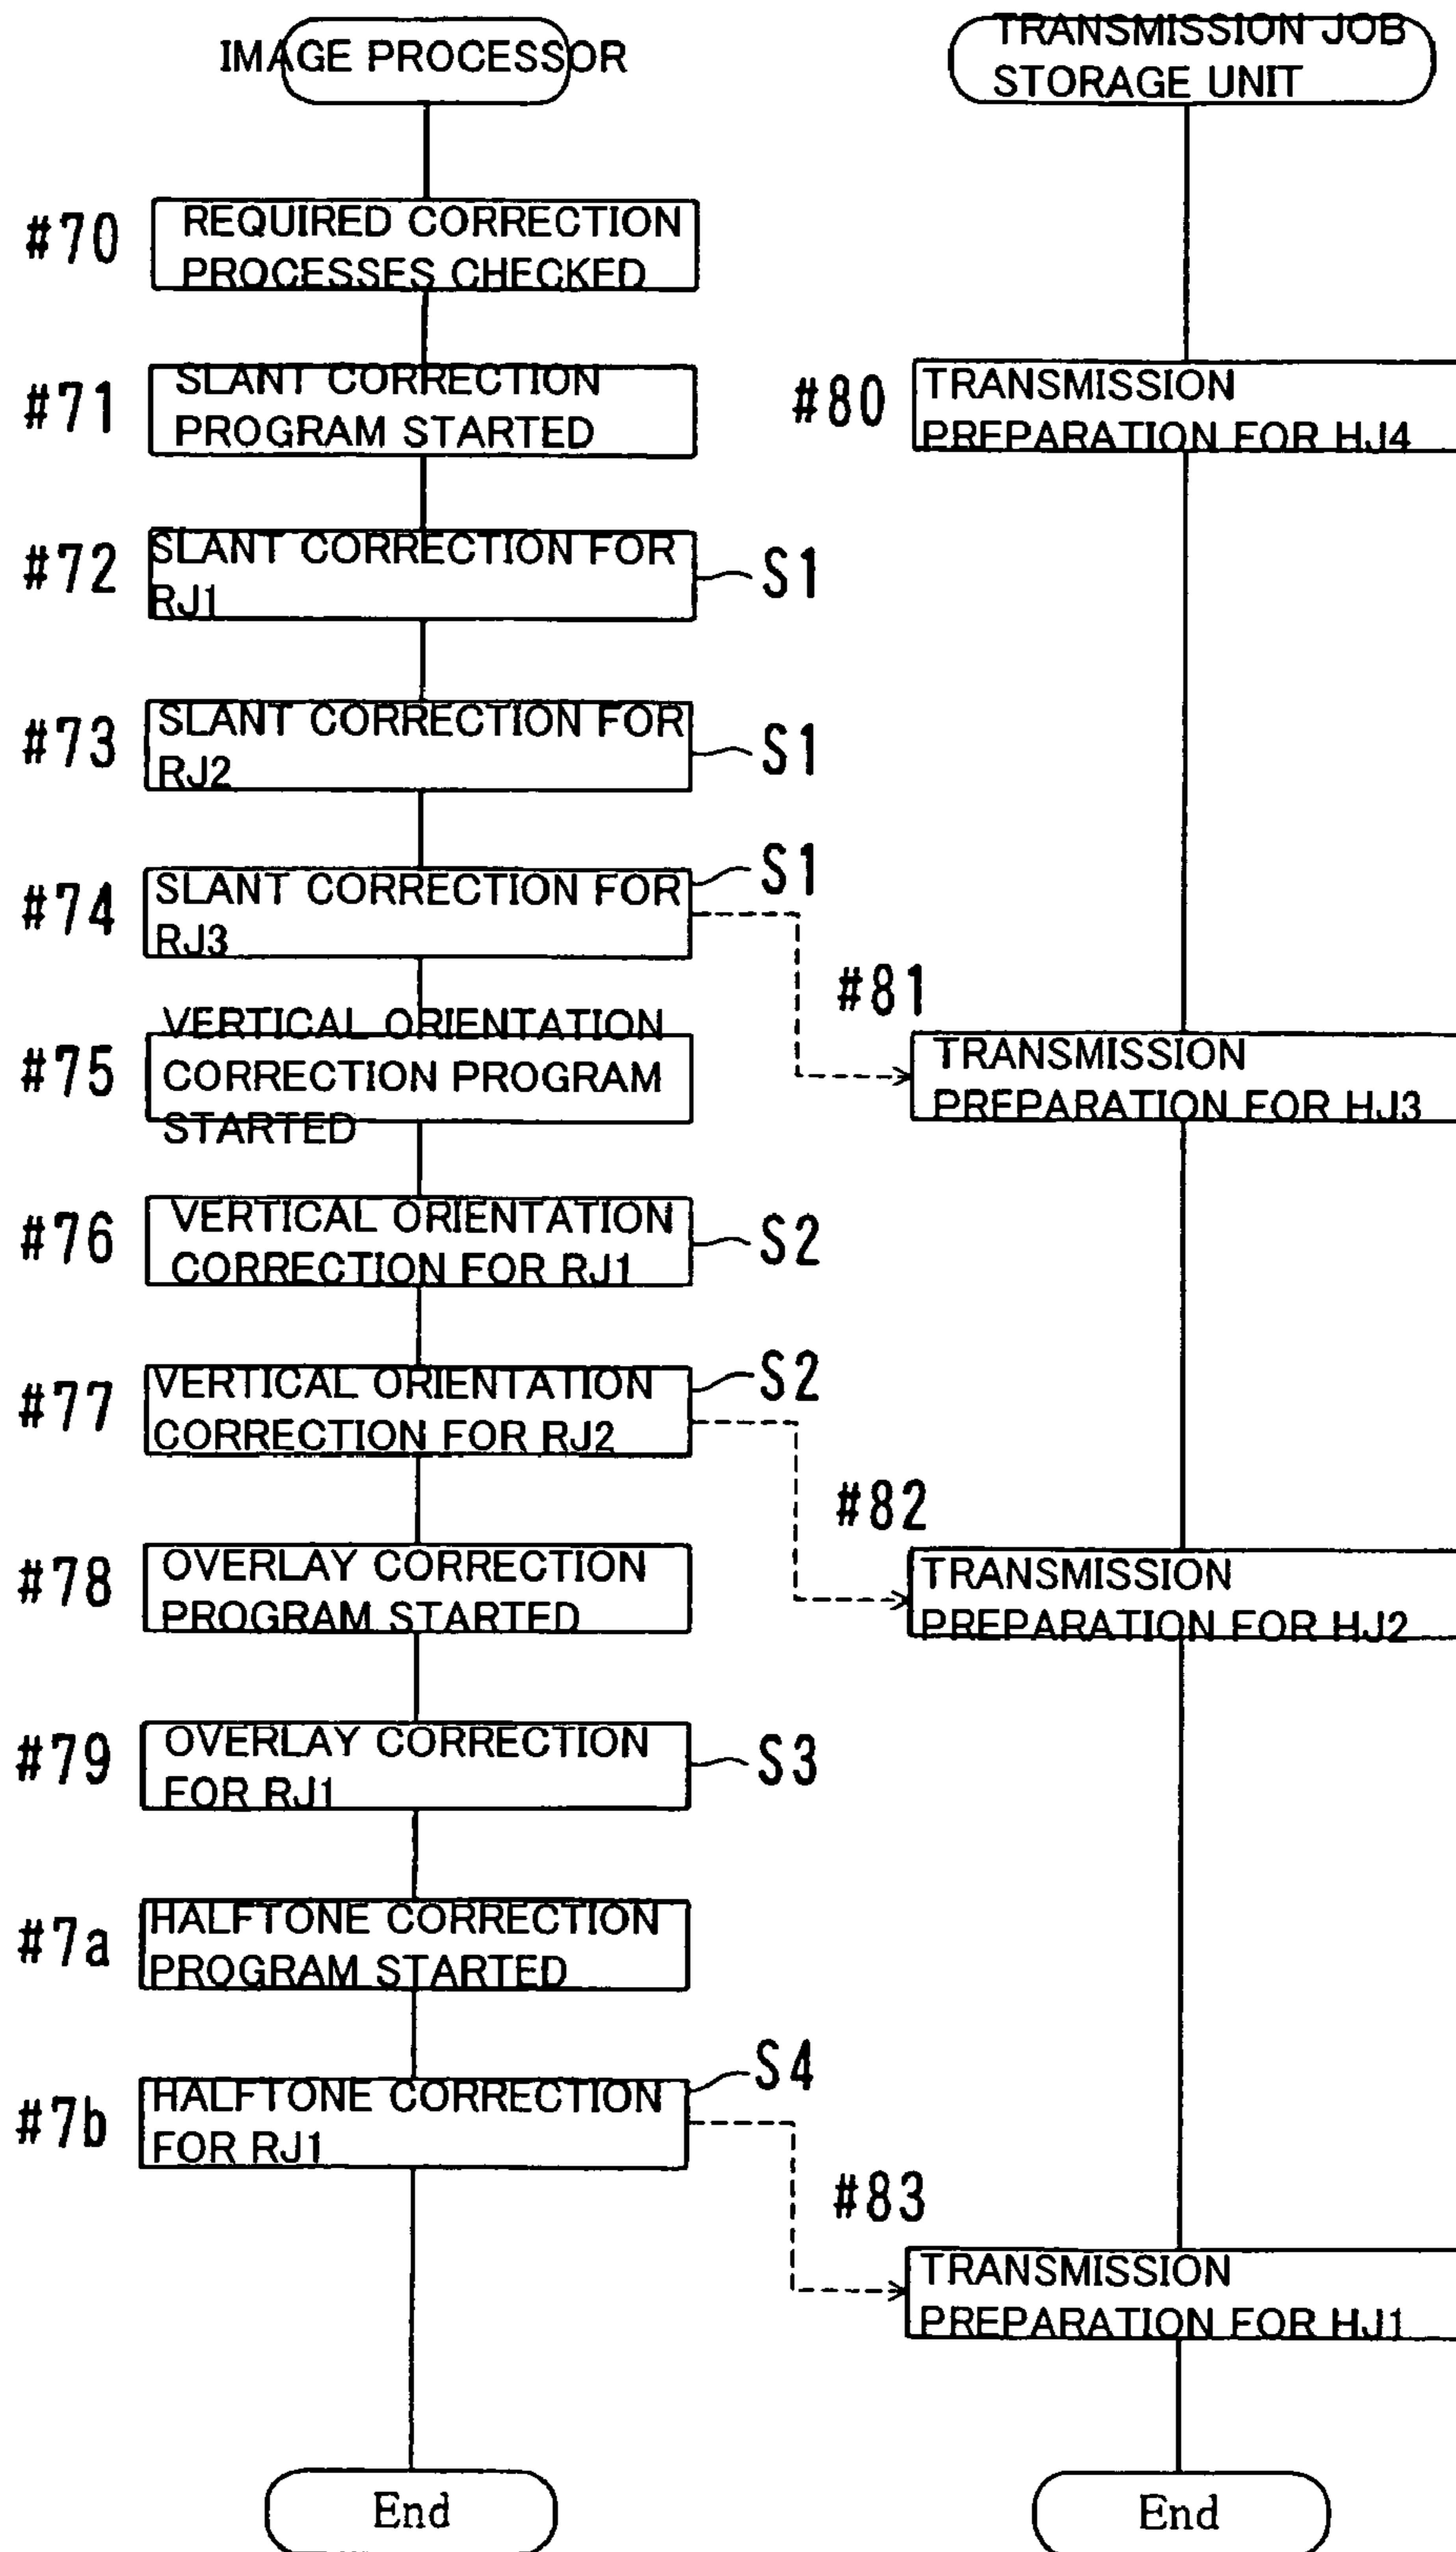 IMAGE PROCESSOR
TRANSMISSION JOB
STORAGE UNIT
#70
REQUIRED CORRECTION
PROCESSES CHECKED
#71
SLANT CORRECTION
PROGRAM STARTED
#80
TRANSMISSION
PREPARATION FOR HJ4
#72
SLANT CORRECTION FOR
RJ1
S1
#73
SLANT CORRECTION FOR
RJ2
S1
#74
SLANT CORRECTION FOR
RJ3
S1
#81
TRANSMISSION
PREPARATION FOR HJ3
#75
VERTICAL ORIENTATION
CORRECTION PROGRAM
STARTED
#76
VERTICAL ORIENTATION
CORRECTION FOR RJ1
S2
#77
VERTICAL ORIENTATION
CORRECTION FOR RJ2
S2
#82
TRANSMISSION
PREPARATION FOR HJ2
#78
OVERLAY CORRECTION
PROGRAM STARTED
#79
OVERLAY CORRECTION
FOR RJ1
S3
#7a
HALFTONE CORRECTION
PROGRAM STARTED
#7b
HALFTONE CORRECTION
FOR RJ1
S4
#83
TRANSMISSION
PREPARATION FOR HJ1
End
End